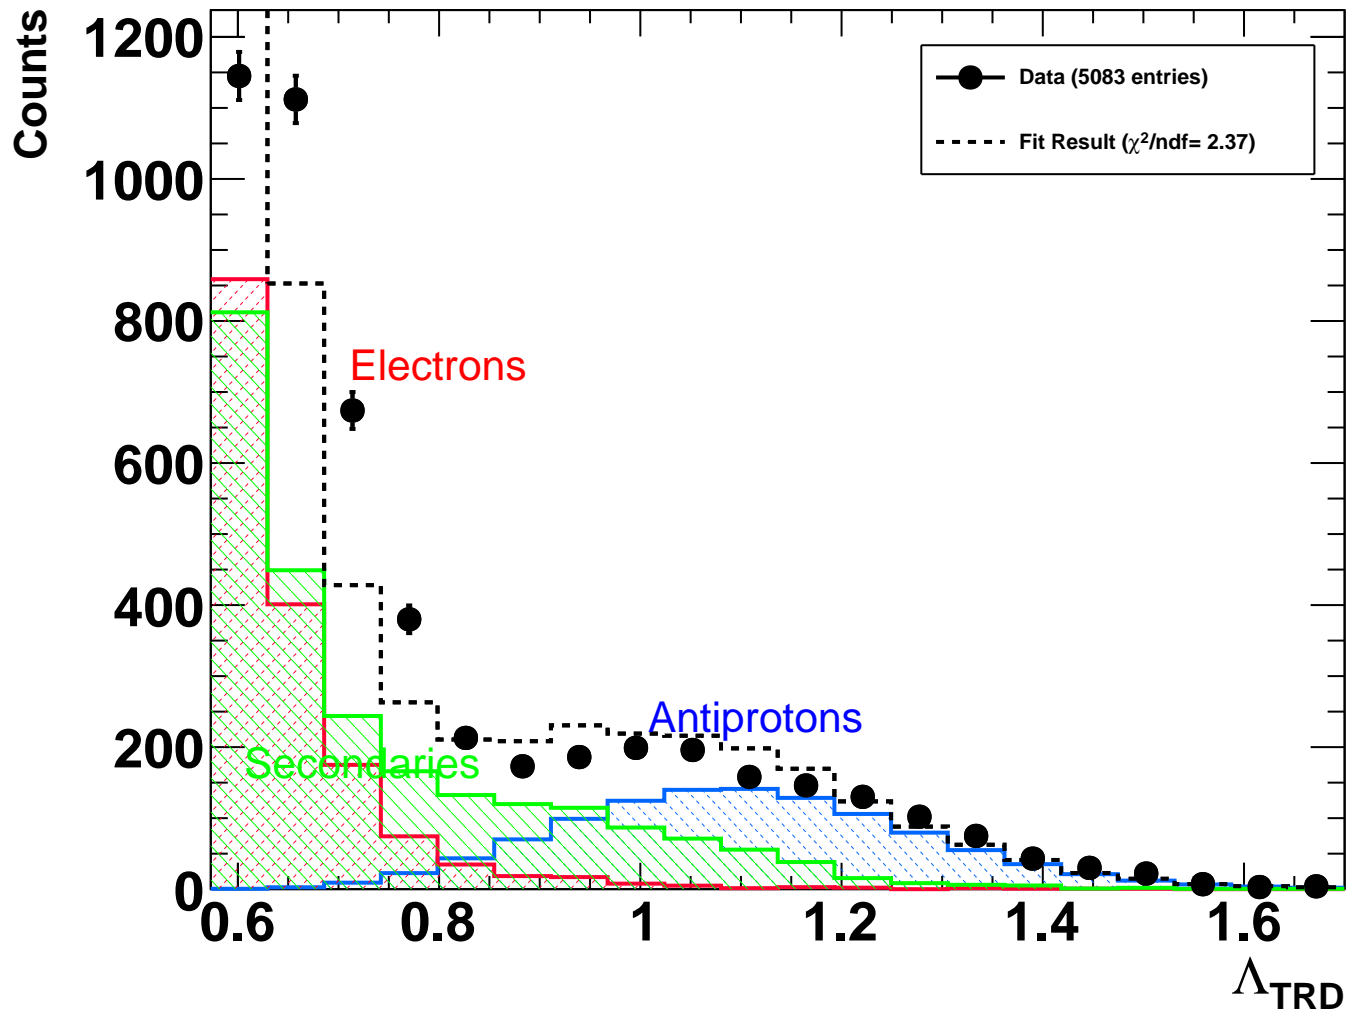 Counts
1200
1000
800
600
400
200
0
Data (5083 entries)
Fit Result (χ²/ndf= 2.37)
Electrons
Antiprotons
Secondaries
0.6 0.8 1 1.2 1.4 1.6
Λ_TRD